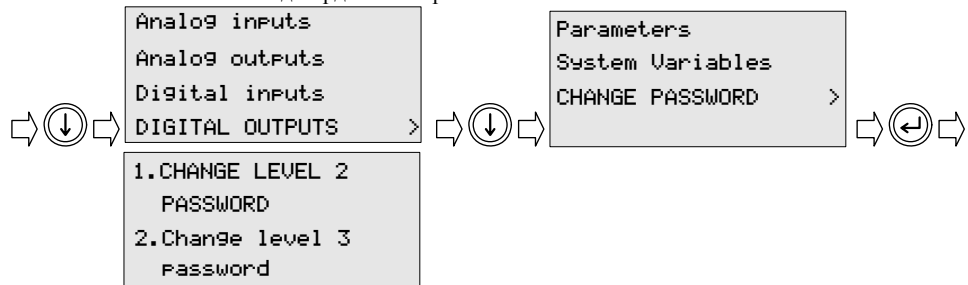 Analog inputs
Analog outputs
Digital inputs
DIGITAL OUTPUTS >
Parameters
System Variables
CHANGE PASSWORD >
1.CHANGE LEVEL 2
PASSWORD
2.Change level 3
password